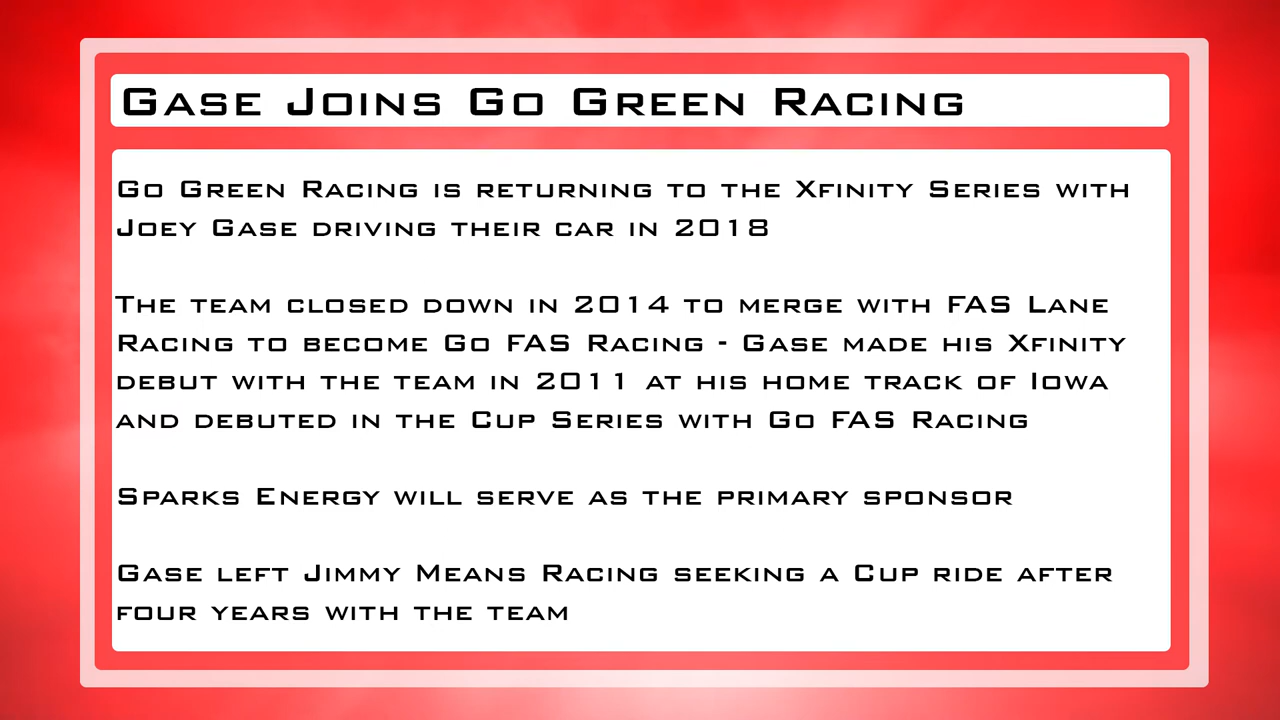 Gase Joins Go Green Racing
Go Green Racing is returning to the Xfinity Series with
Joey Gase driving their car in 2018
The team closed down in 2014 to merge with FAS Lane
Racing to become Go FAS Racing - Gase made his Xfinity
debut with the team in 2011 at his home track of Iowa
and debuted in the Cup Series with Go FAS Racing
Sparks Energy will serve as the primary sponsor
Gase left Jimmy Means Racing seeking a Cup ride after
four years with the team